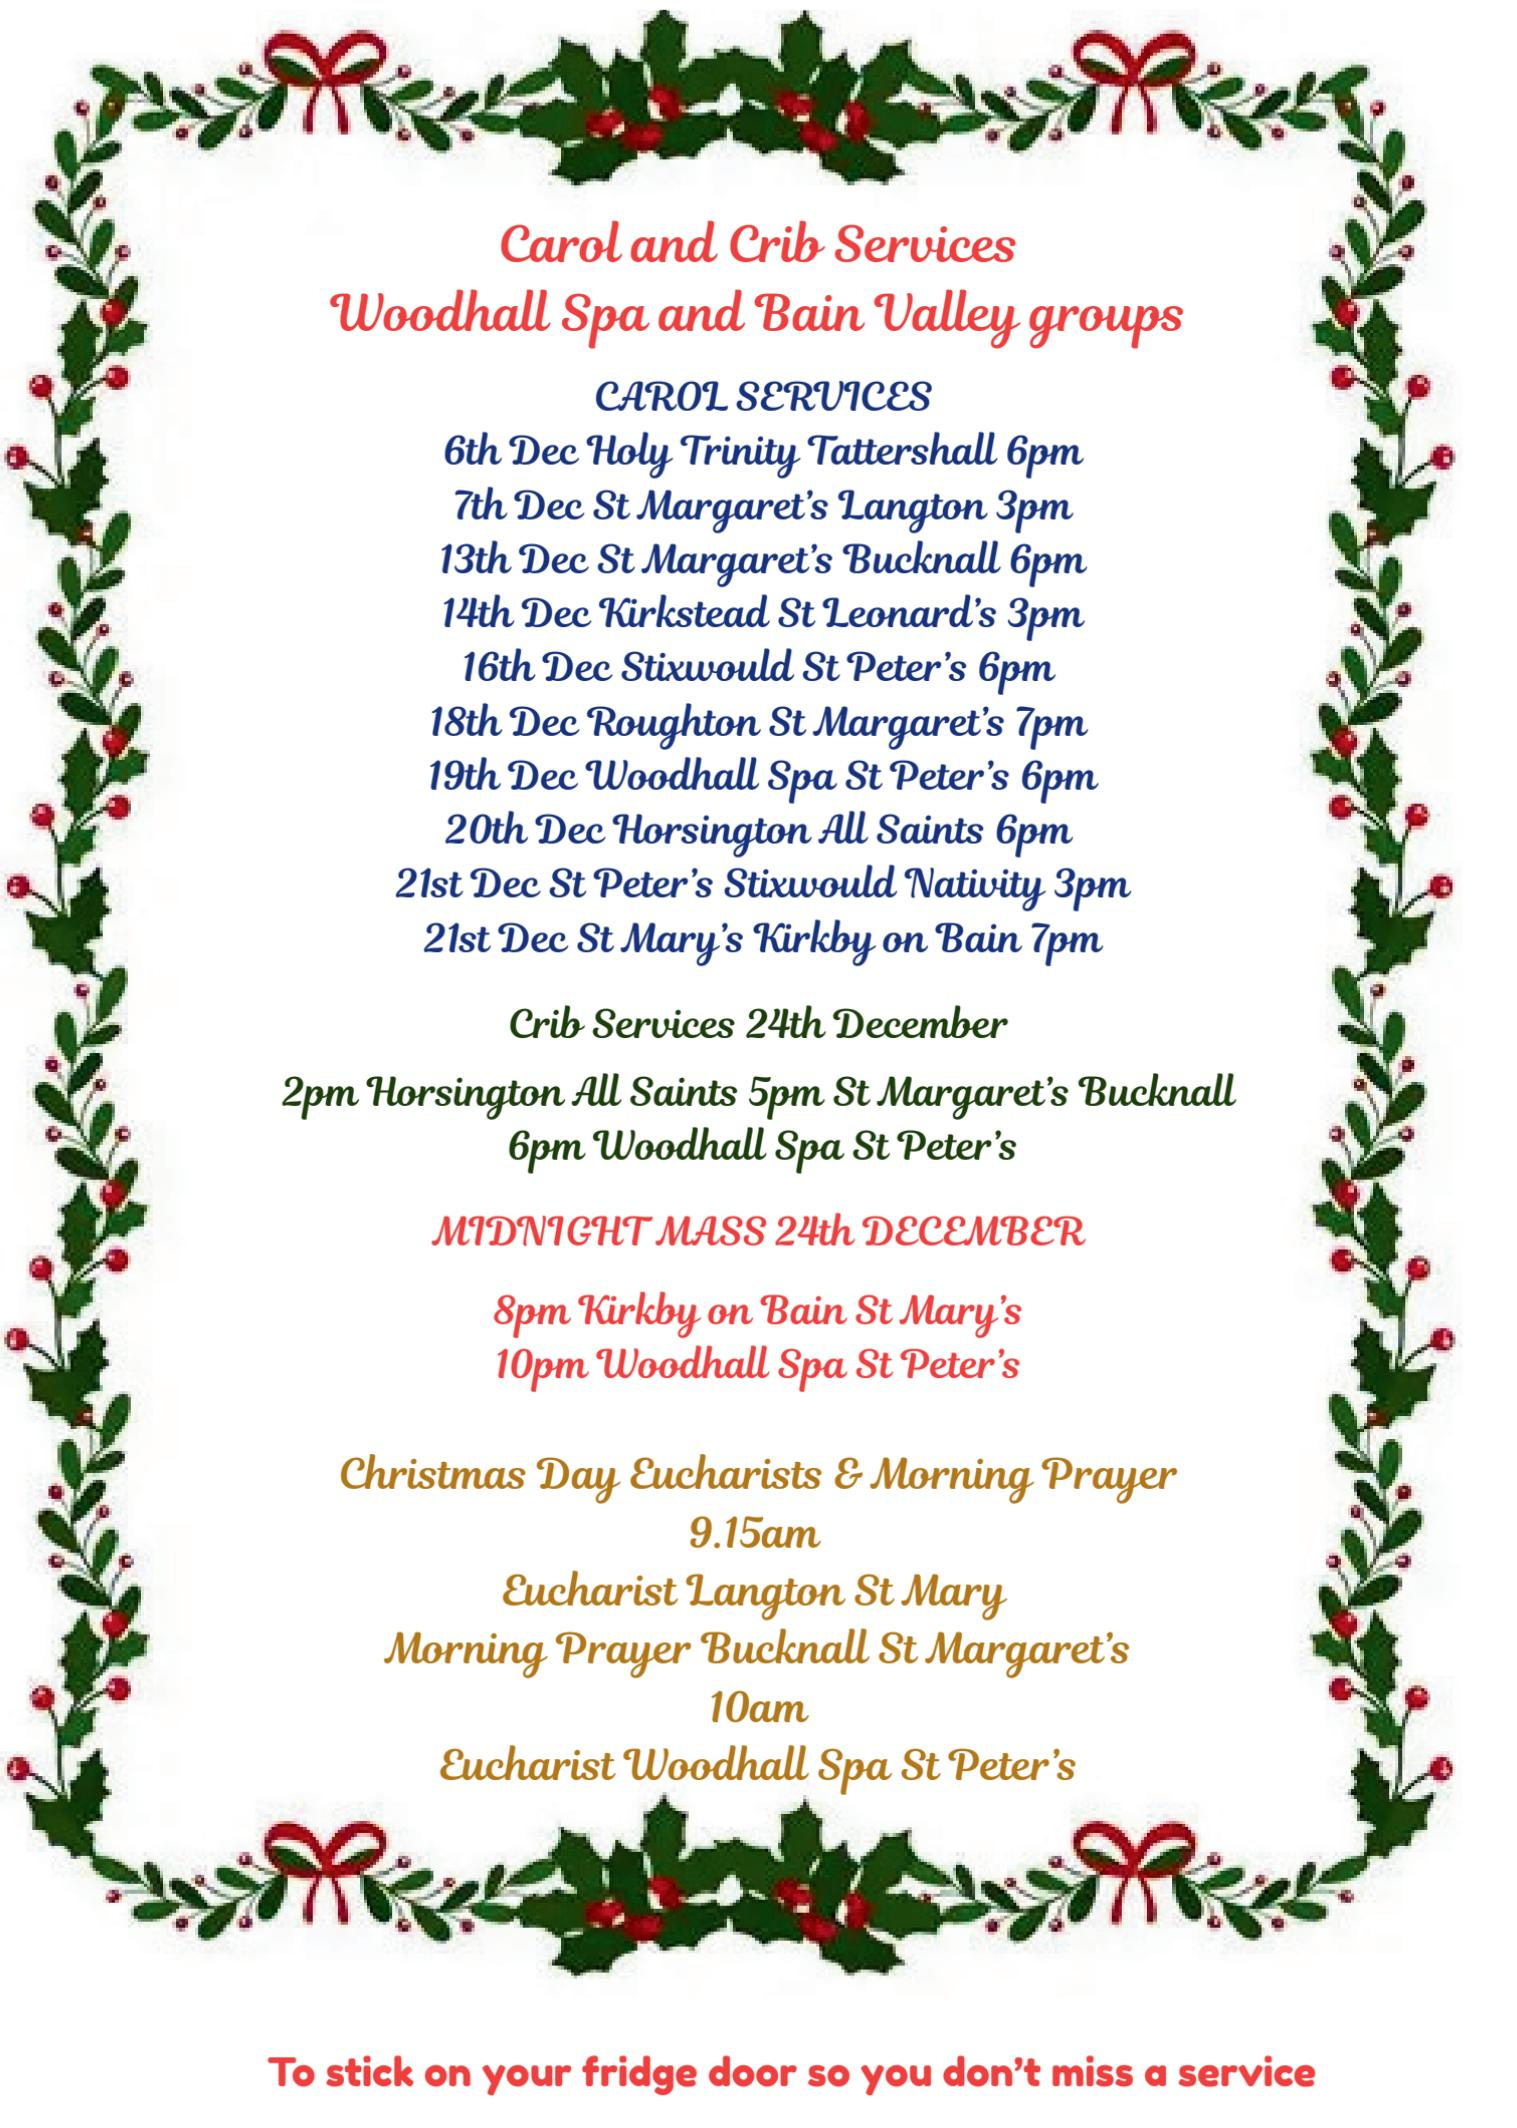 Carol and Crib Services
Woodhall Spa and Bain Valley groups
CAROL SERVICES
6th Dec Holy Trinity Tattershall 6pm
7th Dec St Margaret’s Langton 3pm
13th Dec St Margaret’s Bucknall 6pm
14th Dec Kirkstead St Leonard’s 3pm
16th Dec Stixwould St Peter’s 6pm
18th Dec Roughton St Margaret’s 7pm
19th Dec Woodhall Spa St Peter’s 6pm
20th Dec Horsington All Saints 6pm
21st Dec St Peter’s Stixwould Nativity 3pm
21st Dec St Mary’s Kirkby on Bain 7pm
Crib Services 24th December
2pm Horsington All Saints 5pm St Margaret’s Bucknall
6pm Woodhall Spa St Peter’s
MIDNIGHT MASS 24th DECEMBER
8pm Kirkby on Bain St Mary’s
10pm Woodhall Spa St Peter’s
Christmas Day Eucharists & Morning Prayer
9.15am
Eucharist Langton St Mary
Morning Prayer Bucknall St Margaret’s
10am
Eucharist Woodhall Spa St Peter’s
To stick on your fridge door so you don’t miss a service